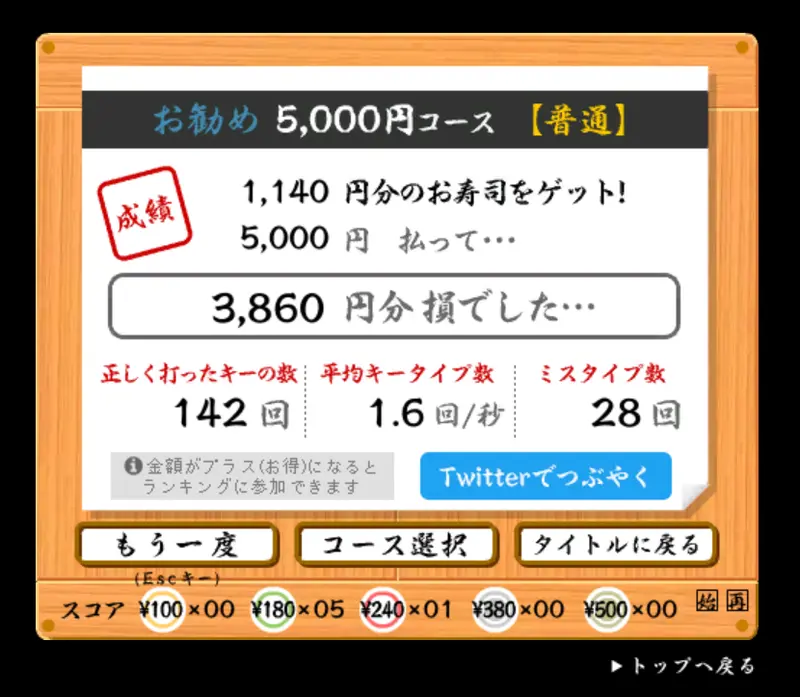 お勧め 5,000円コース 【普通】
成績
1,140 円分のお寿司をゲット!
5,000 円 払って…
3,860 円分 損でした…
正しく打ったキーの数 平均キータイプ数 ミスタイプ数
142 回 1.6 回/秒 28 回
金額がプラス(お得)になると
ランキングに参加できます
Twitterでつぶやく
もう一度 コース選択 タイトルに戻る
(Escキー)
スコア ¥100×00 ¥180×05 ¥240×01 ¥380×00 ¥500×00 始 再
▶トップへ戻る